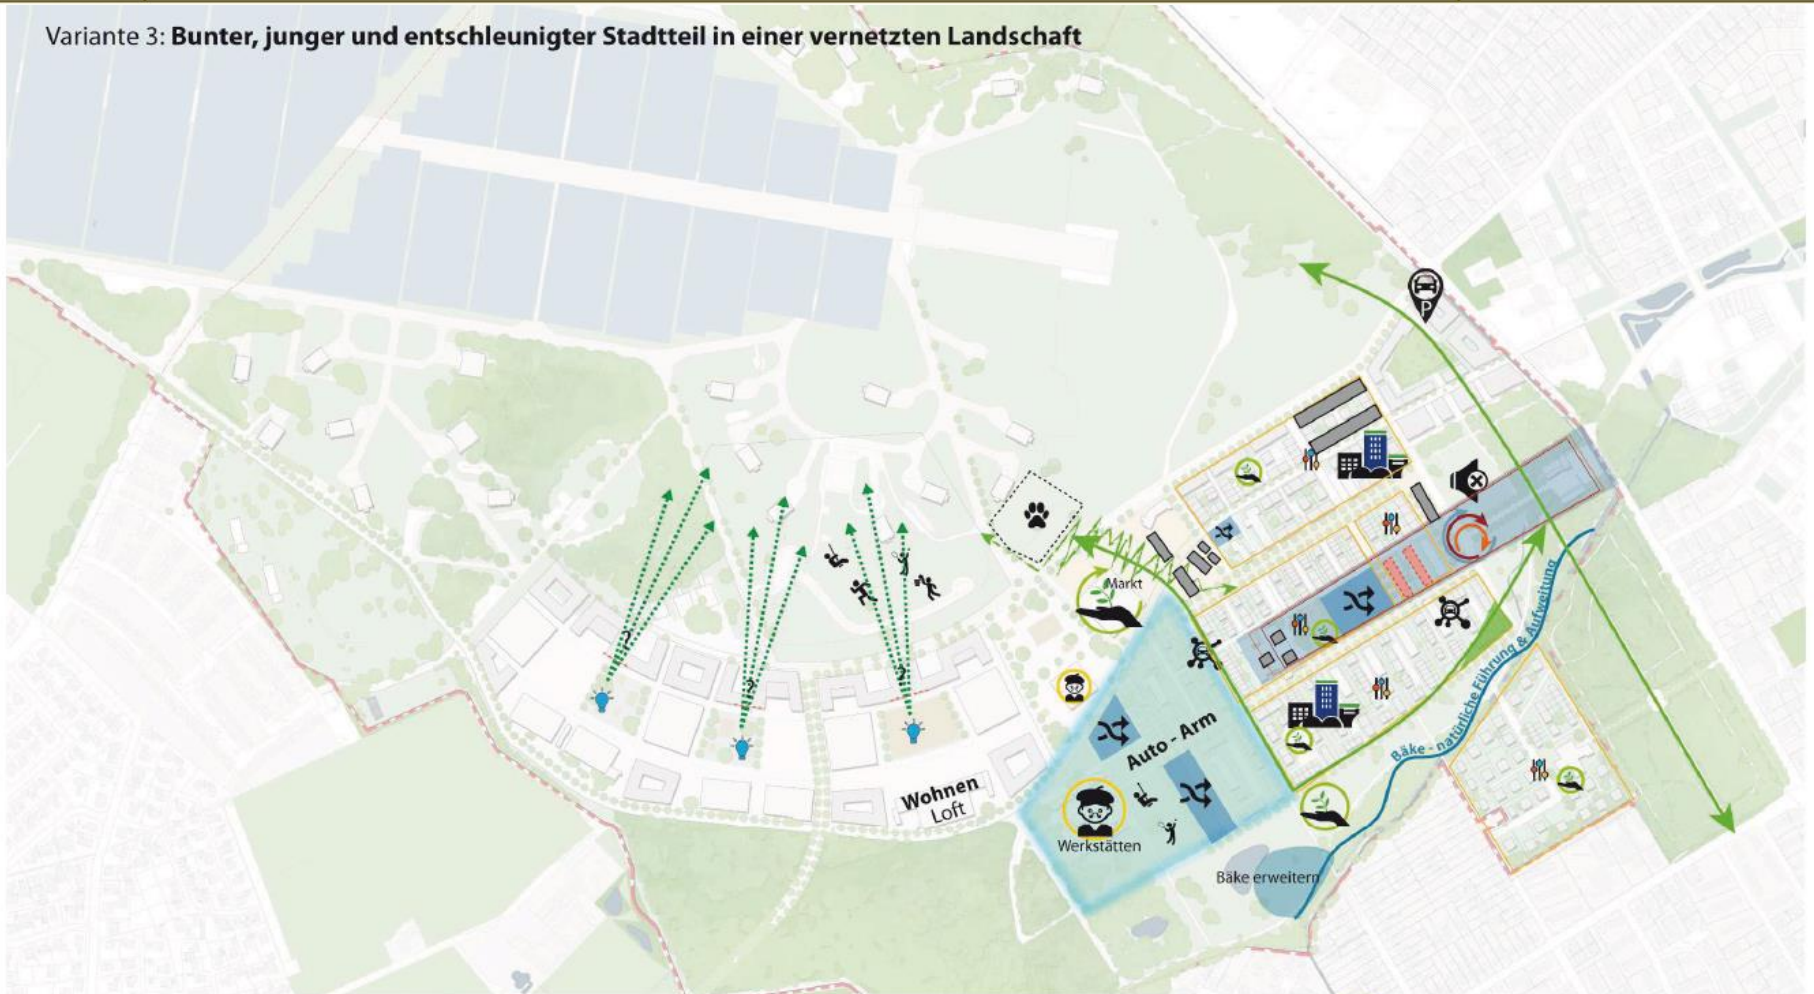 Variante 3: Bunter, junger und entschleunigter Stadtteil in einer vernetzten Landschaft
P
Markt
Bäke - natürliche Führung & Aufweitung
Auto - Arm
Wohnen
Loft
Werkstätten
Bäke erweitern
?
?
?